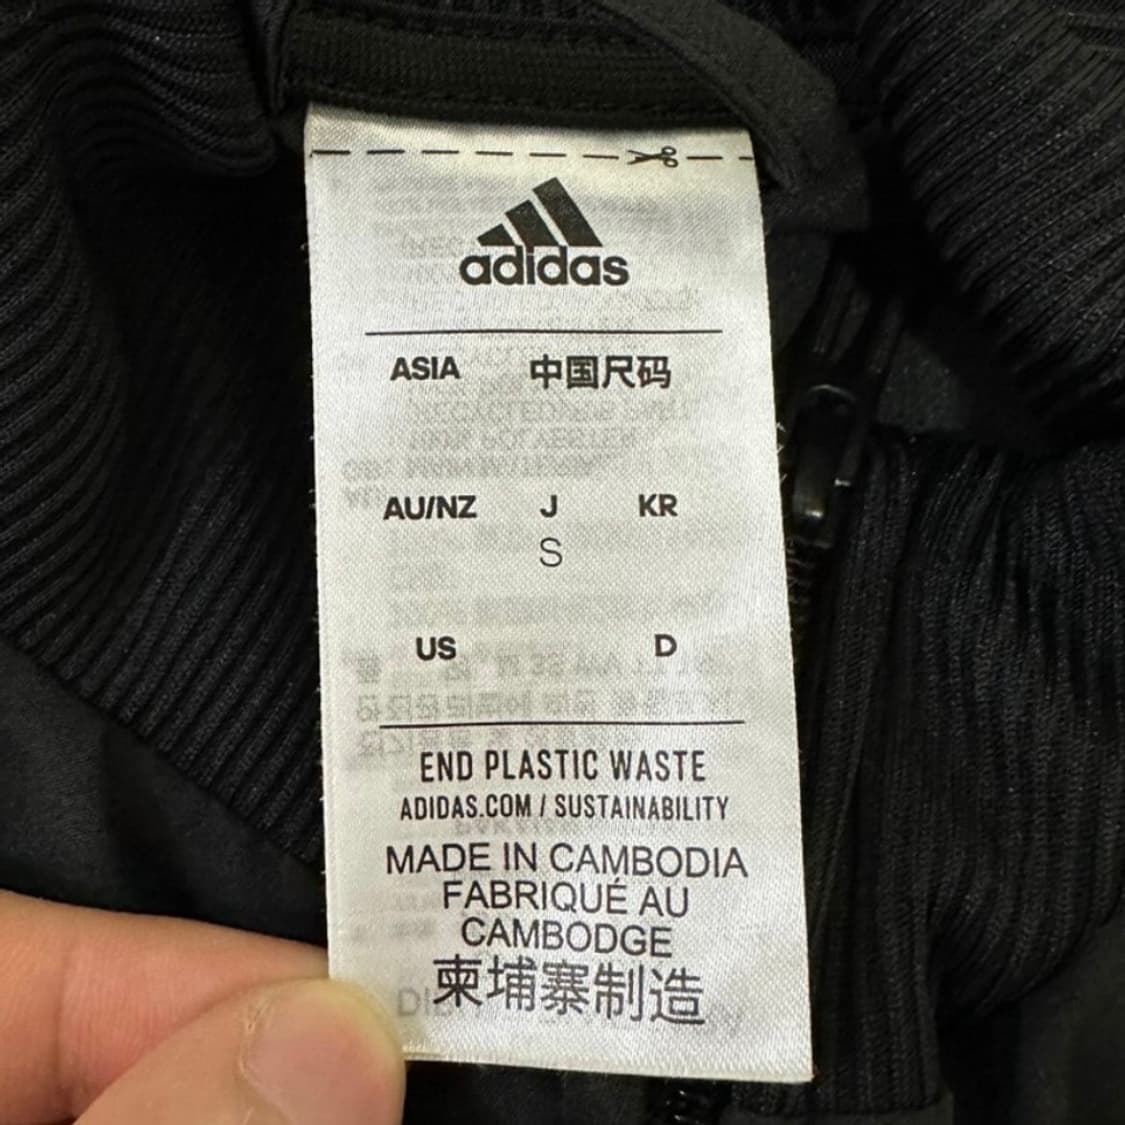 adidas
ASIA 中国尺码
AU/NZ J KR
S
US D
END PLASTIC WASTE
ADIDAS.COM / SUSTAINABILITY
MADE IN CAMBODIA
FABRIQUÉ AU
CAMBODGE
柬埔寨制造